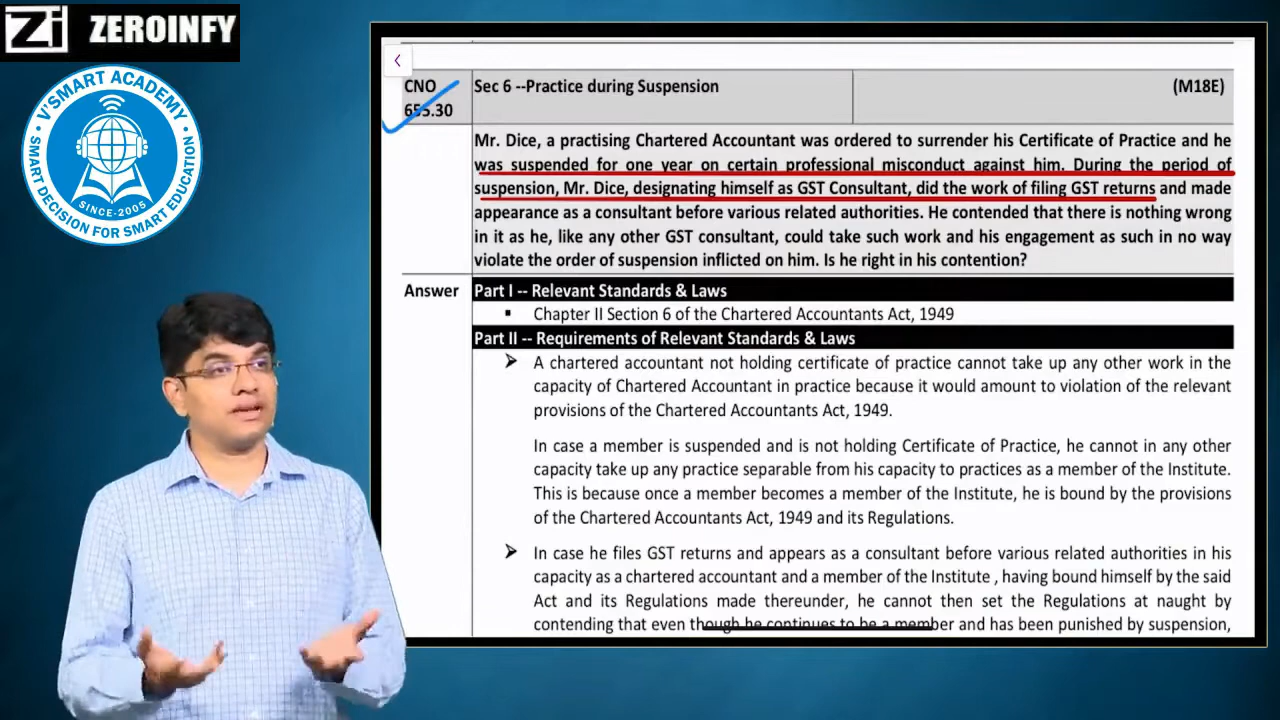 Zi ZEROINFY
V'SMART ACADEMY
SMART DECISION FOR SMART EDUCATION
SINCE-2005
CNO
655.30
Sec 6 --Practice during Suspension
(M18E)
Mr. Dice, a practising Chartered Accountant was ordered to surrender his Certificate of Practice and he
was suspended for one year on certain professional misconduct against him. During the period of
suspension, Mr. Dice, designating himself as GST Consultant, did the work of filing GST returns and made
appearance as a consultant before various related authorities. He contended that there is nothing wrong
in it as he, like any other GST consultant, could take such work and his engagement as such in no way
violate the order of suspension inflicted on him. Is he right in his contention?
Answer
Part I -- Relevant Standards & Laws
▪ Chapter II Section 6 of the Chartered Accountants Act, 1949
Part II -- Requirements of Relevant Standards & Laws
➢ A chartered accountant not holding certificate of practice cannot take up any other work in the
capacity of Chartered Accountant in practice because it would amount to violation of the relevant
provisions of the Chartered Accountants Act, 1949.
In case a member is suspended and is not holding Certificate of Practice, he cannot in any other
capacity take up any practice separable from his capacity to practices as a member of the Institute.
This is because once a member becomes a member of the Institute, he is bound by the provisions
of the Chartered Accountants Act, 1949 and its Regulations.
➢ In case he files GST returns and appears as a consultant before various related authorities in his
capacity as a chartered accountant and a member of the Institute , having bound himself by the said
Act and its Regulations made thereunder, he cannot then set the Regulations at naught by
contending that even though he continues to be a member and has been punished by suspension,